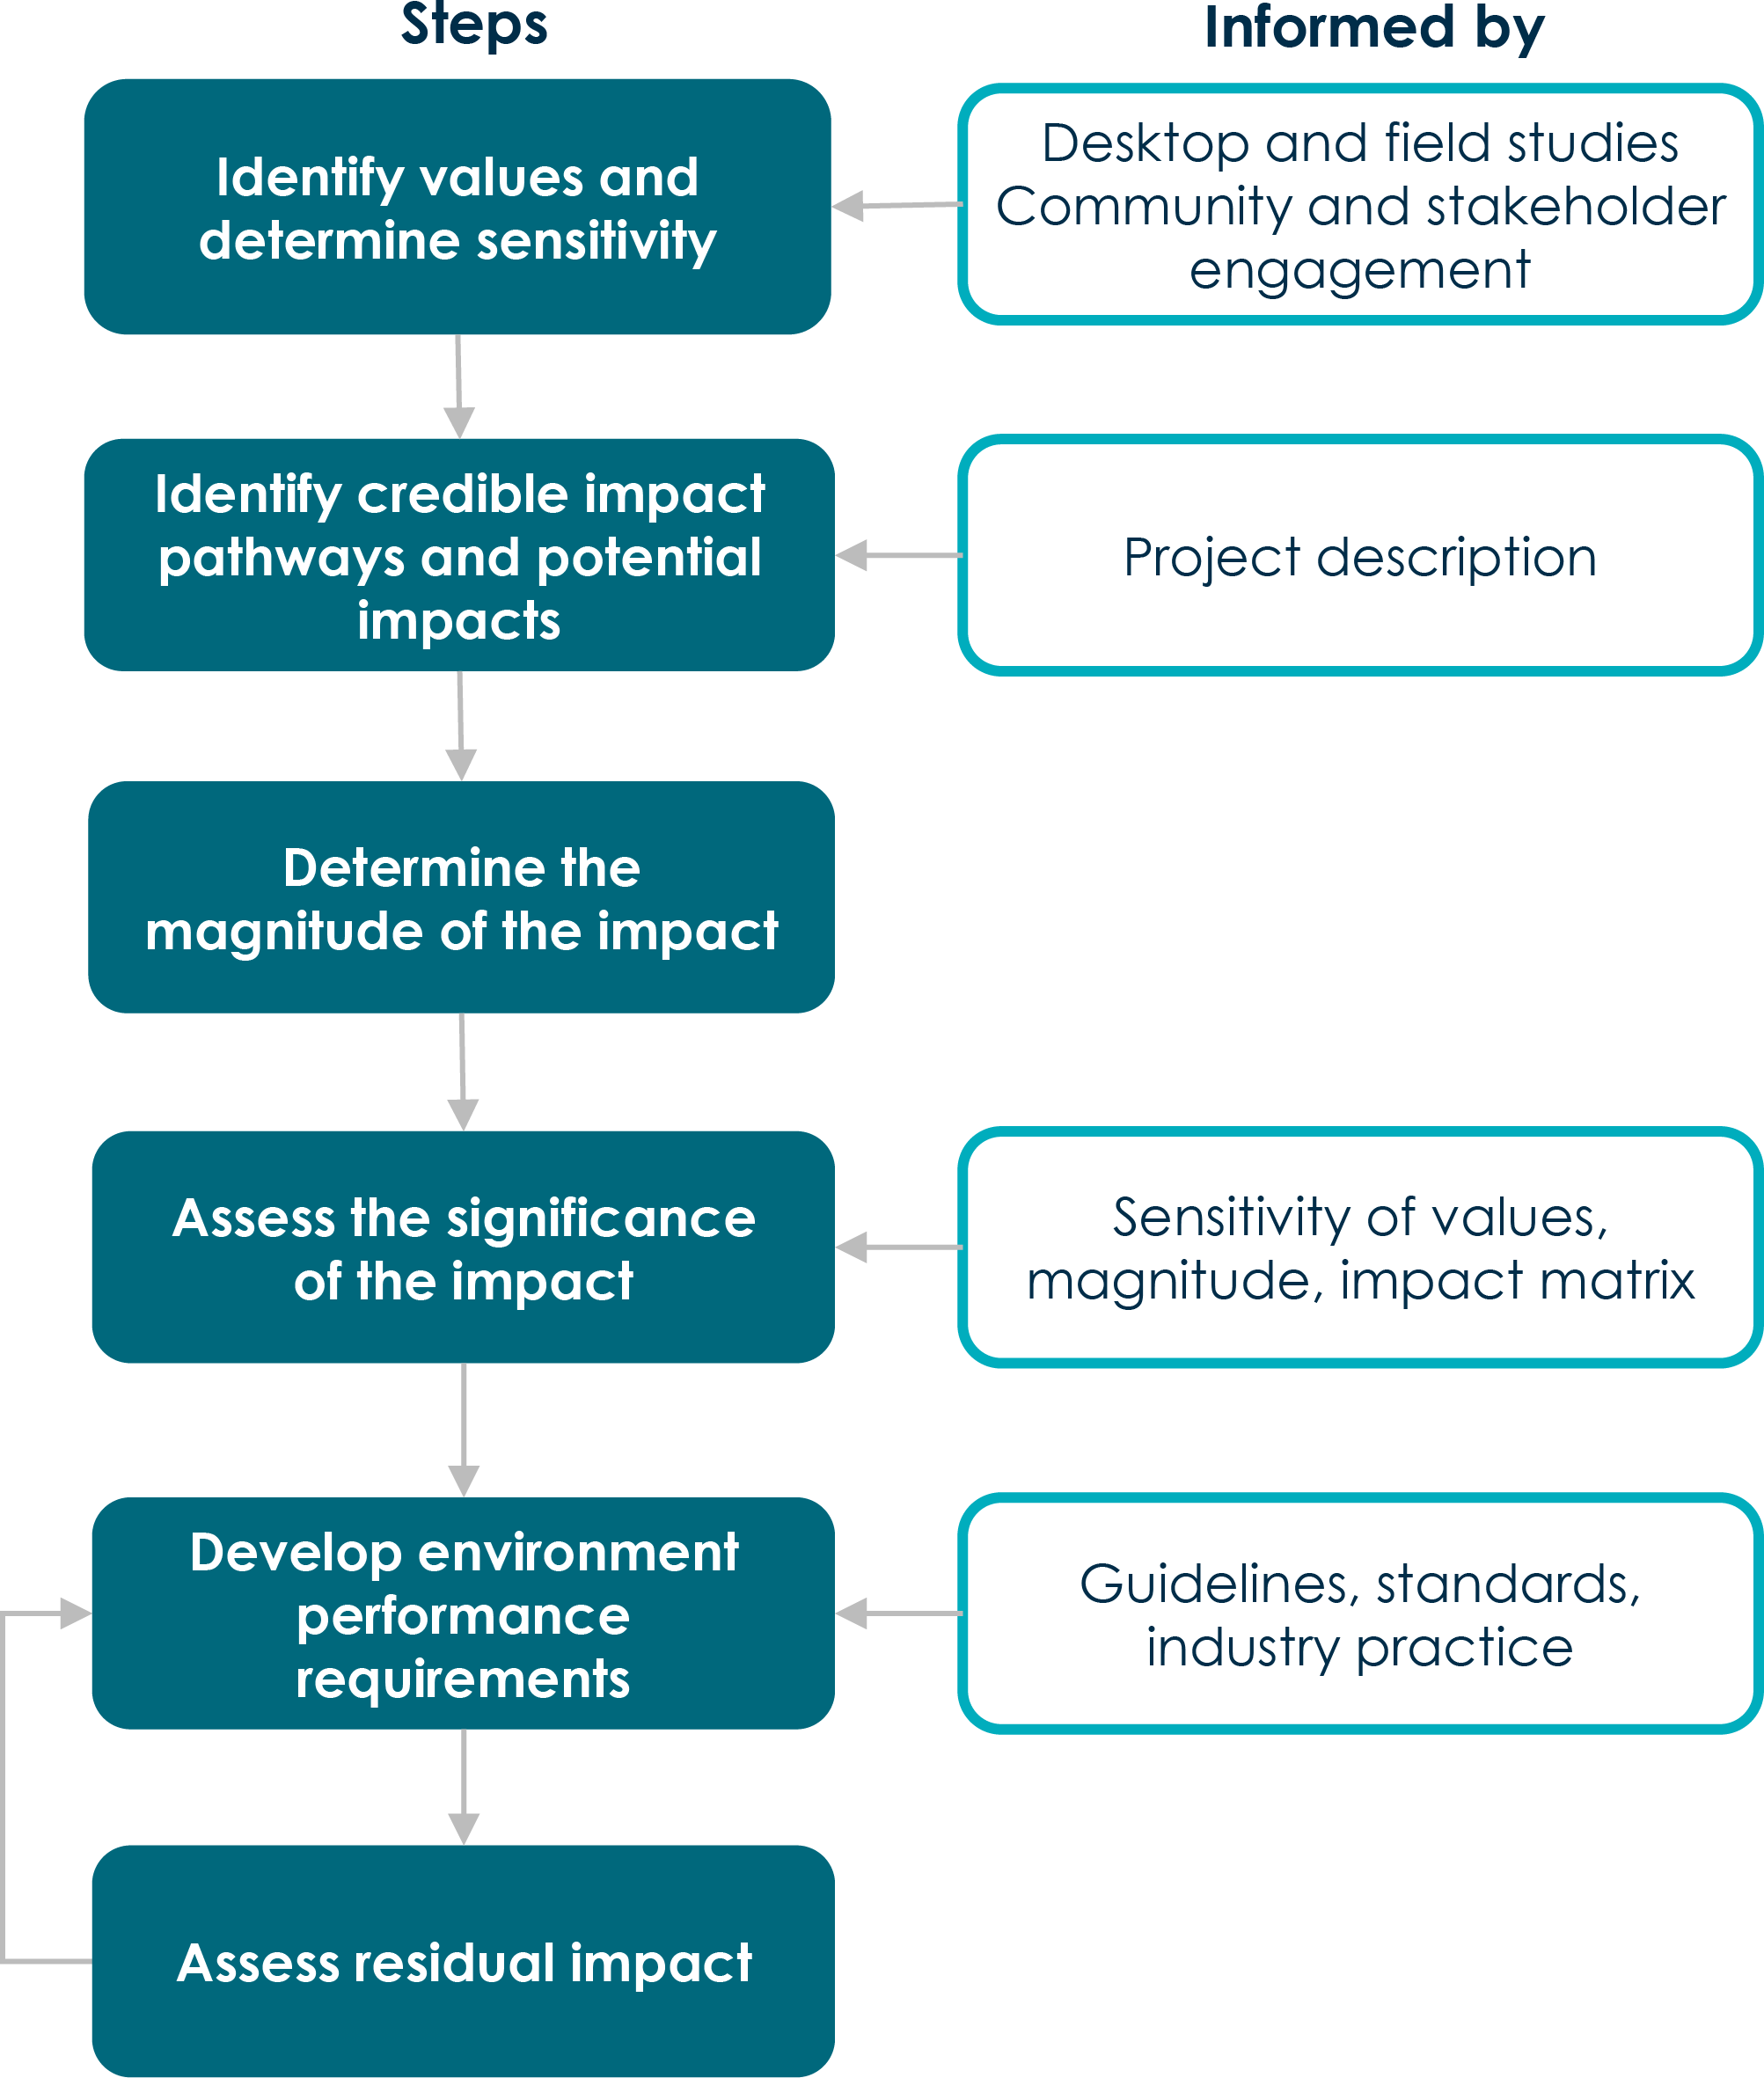 Steps
Informed by
Identify values and
determine sensitivity
Desktop and field studies
Community and stakeholder
engagement
Identify credible impact
pathways and potential
impacts
Project description
Determine the
magnitude of the impact
Assess the significance
of the impact
Sensitivity of values,
magnitude, impact matrix
Develop environment
performance
requirements
Guidelines, standards,
industry practice
Assess residual impact